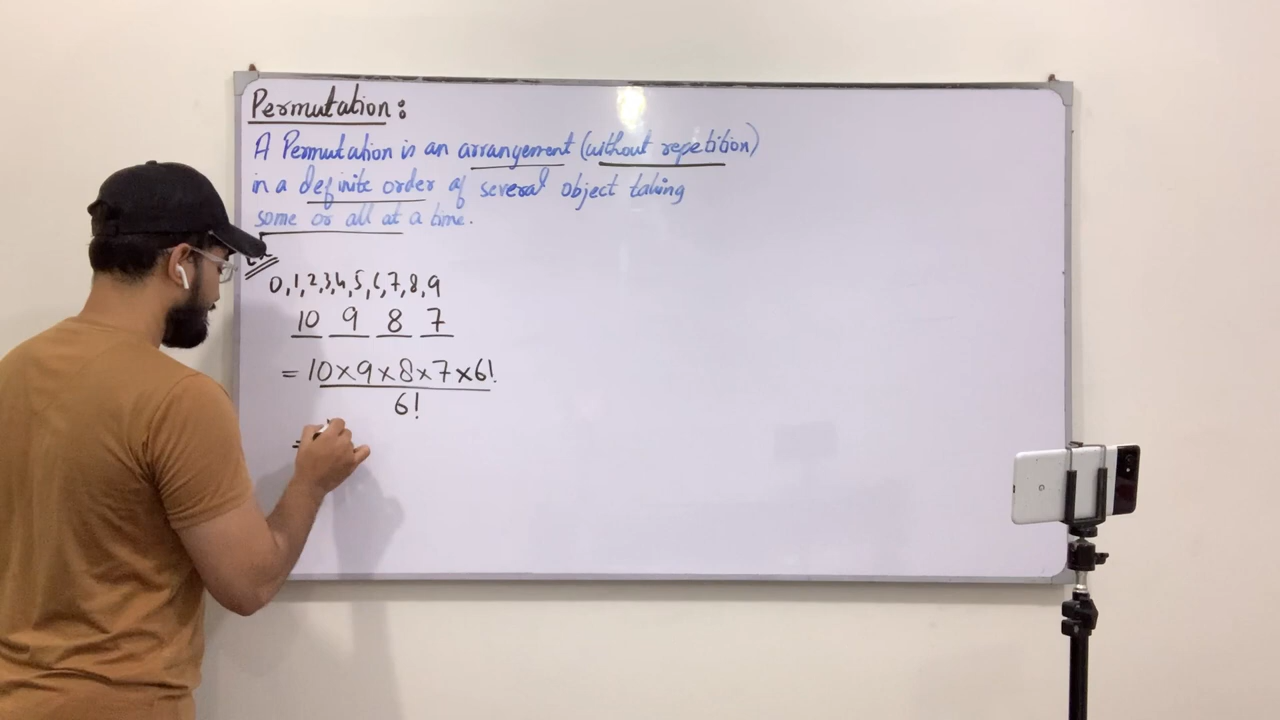 Permutation:
A Permutation is an arrangement (without repetition)
in a definite order of several object taking
some or all at a time.
0,1,2,3,4,5,6,7,8,9
10 9 8 7
= 10×9×8×7×6!
6!
=